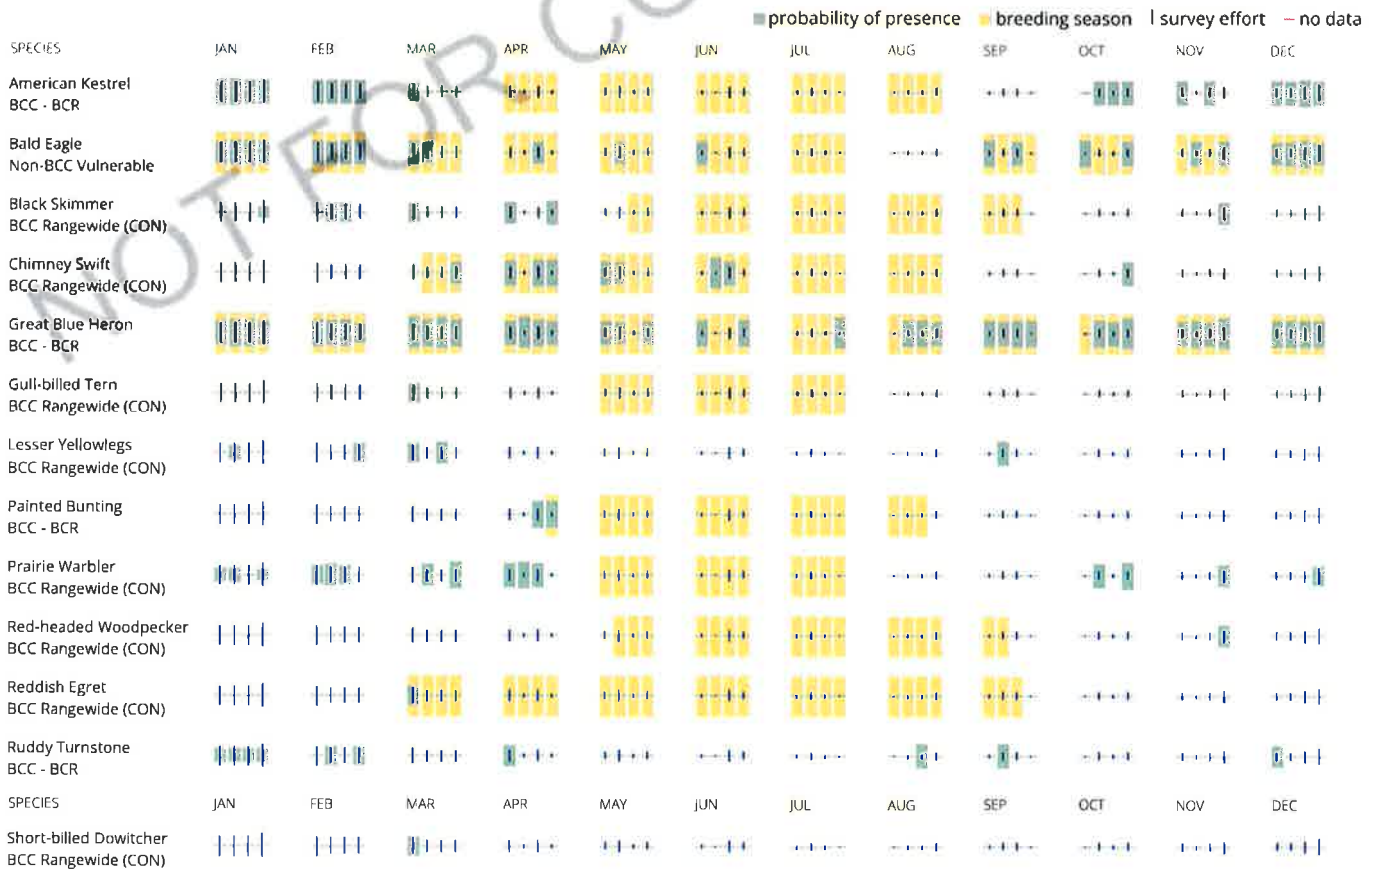 probability of presence breeding season survey effort no data
SPECIES JAN FEB MAR APR MAY JUN JUL AUG SEP OCT NOV DEC
American Kestrel
BCC - BCR
Bald Eagle
Non-BCC Vulnerable
Black Skimmer
BCC Rangewide (CON)
Chimney Swift
BCC Rangewide (CON)
Great Blue Heron
BCC - BCR
Gull-billed Tern
BCC Rangewide (CON)
Lesser Yellowlegs
BCC Rangewide (CON)
Painted Bunting
BCC - BCR
Prairie Warbler
BCC Rangewide (CON)
Red-headed Woodpecker
BCC Rangewide (CON)
Reddish Egret
BCC Rangewide (CON)
Ruddy Turnstone
BCC - BCR
SPECIES JAN FEB MAR APR MAY JUN JUL AUG SEP OCT NOV DEC
Short-billed Dowitcher
BCC Rangewide (CON)
NOT FOR CO